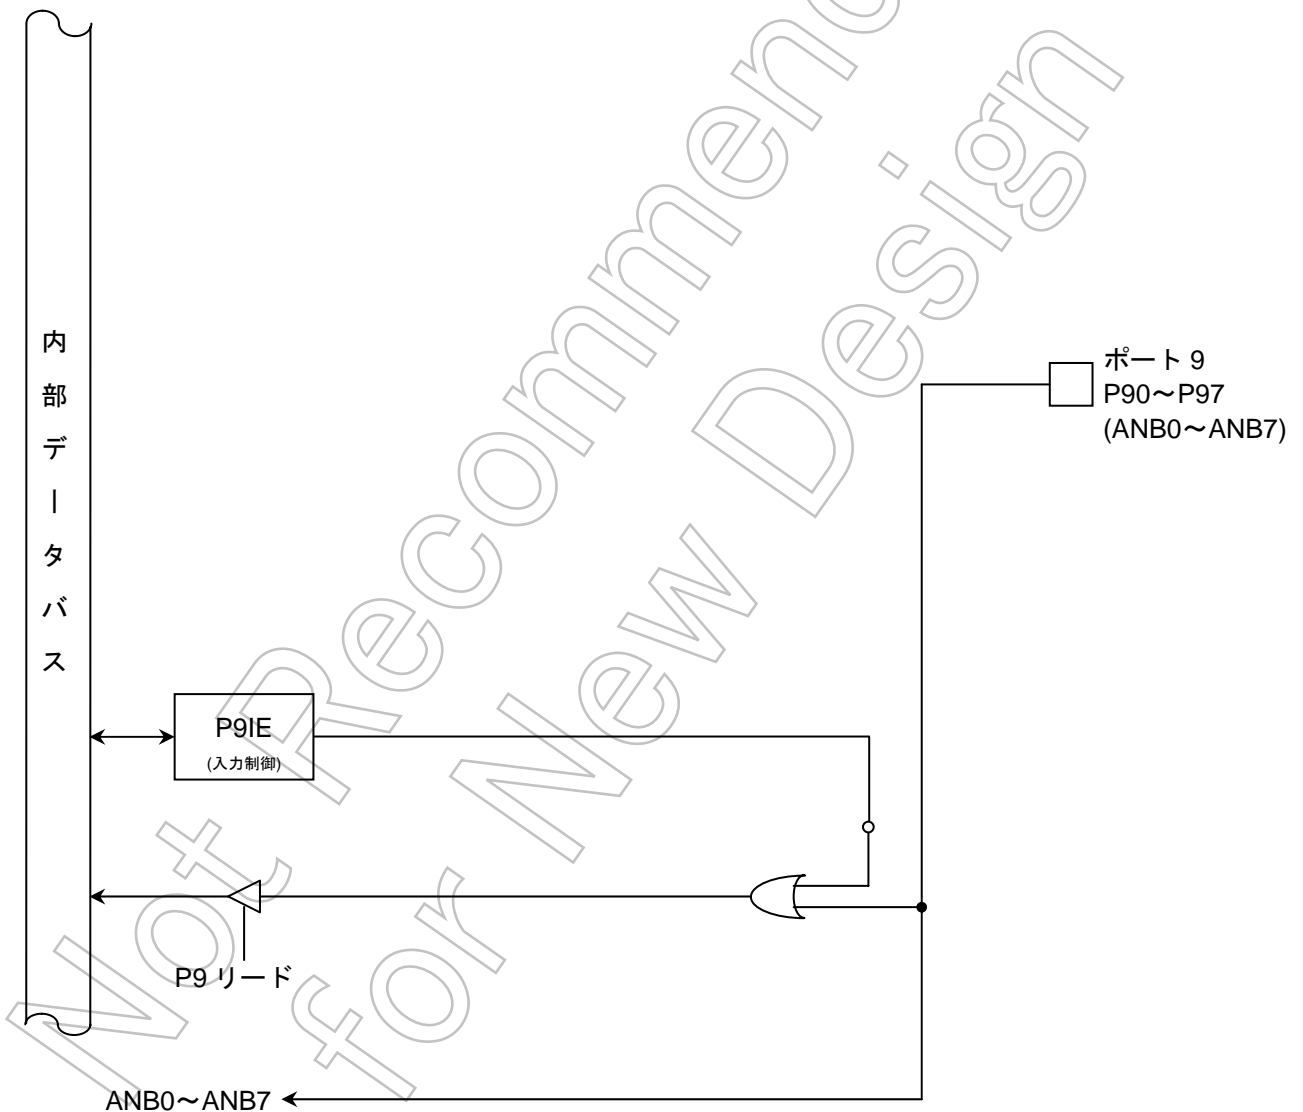 Not Recommend
for New Design
内部データバス
ポート 9
P90～P97
(ANB0～ANB7)
P9IE
(入力制御)
P9 リード
ANB0～ANB7